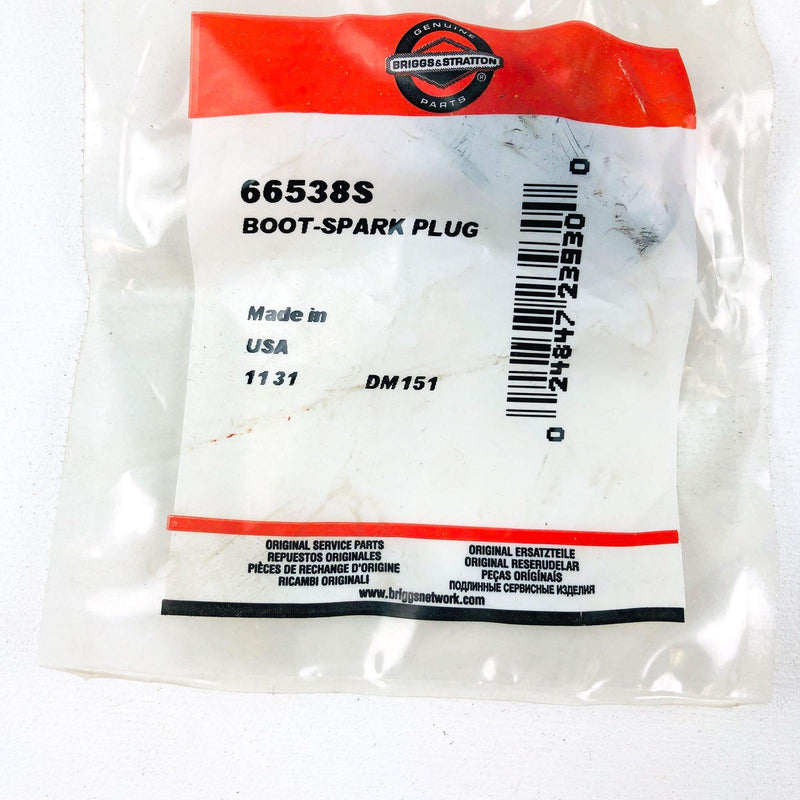 GENUINE
BRIGGS&STRATTON
®
PARTS
66538S
BOOT-SPARK PLUG
Made in
USA
1131 DM151
0 24847 23930 0
ORIGINAL SERVICE PARTS
REPUESTOS ORIGINALES
PIÈCES DE RECHANGE D'ORIGINE
RICAMBI ORIGINALI
ORIGINAL ERSATZTEILE
ORIGINAL RESERUDELAR
PEÇAS ORIGÍNAIS
ПОДЛИННЫЕ СЕРВИСНЫЕ ИЗДЕЛИЯ
www.briggsnetwork.com